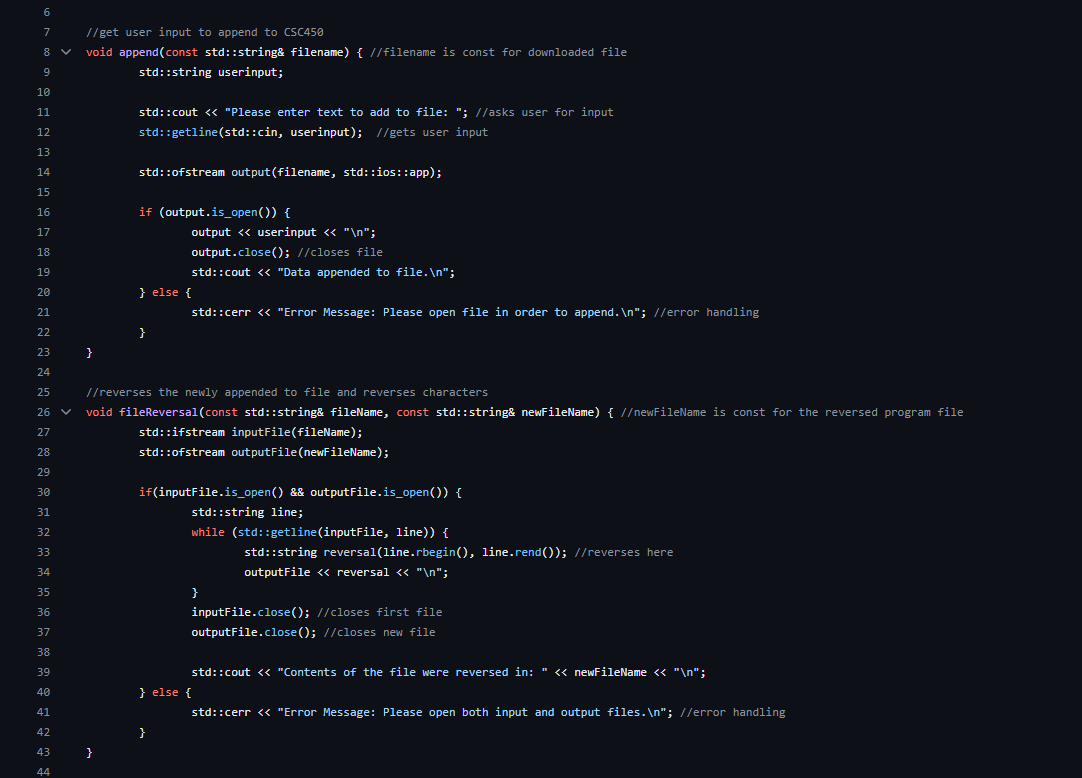 6
7 //get user input to append to CSC450
8 void append(const std::string& filename) { //filename is const for downloaded file
9 std::string userinput;
10
11 std::cout << "Please enter text to add to file: "; //asks user for input
12 std::getline(std::cin, userinput);  //gets user input
13
14 std::ofstream output(filename, std::ios::app);
15
16 if (output.is_open()) {
17 output << userinput << "\n";
18 output.close(); //closes file
19 std::cout << "Data appended to file.\n";
20 } else {
21 std::cerr << "Error Message: Please open file in order to append.\n"; //error handling
22 }
23 }
24
25 //reverses the newly appended to file and reverses characters
26 void fileReversal(const std::string& fileName, const std::string& newFileName) { //newFileName is const for the reversed program file
27 std::ifstream inputFile(fileName);
28 std::ofstream outputFile(newFileName);
29
30 if(inputFile.is_open() && outputFile.is_open()) {
31 std::string line;
32 while (std::getline(inputFile, line)) {
33 std::string reversal(line.rbegin(), line.rend()); //reverses here
34 outputFile << reversal << "\n";
35 }
36 inputFile.close(); //closes first file
37 outputFile.close(); //closes new file
38
39 std::cout << "Contents of the file were reversed in: " << newFileName << "\n";
40 } else {
41 std::cerr << "Error Message: Please open both input and output files.\n"; //error handling
42 }
43 }
44